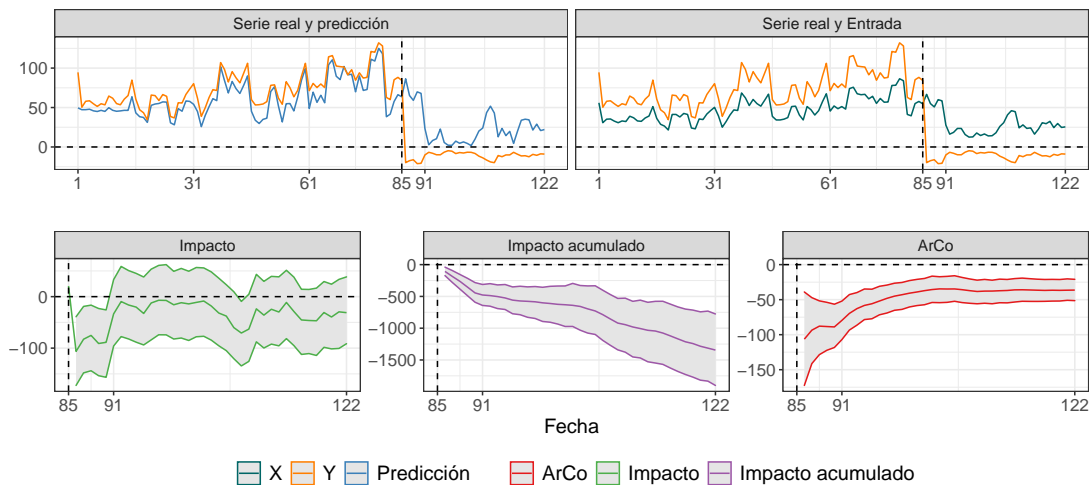 Serie real y predicción
Serie real y Entrada
100
50
0
1 31 61 85 91 122
1 31 61 85 91 122
Impacto
Impacto acumulado
ArCo
0
−100
85 91 122
0
−500
−1000
−1500
85 91 122
0
−50
−100
−150
85 91 122
Fecha
X Y Predicción ArCo Impacto Impacto acumulado